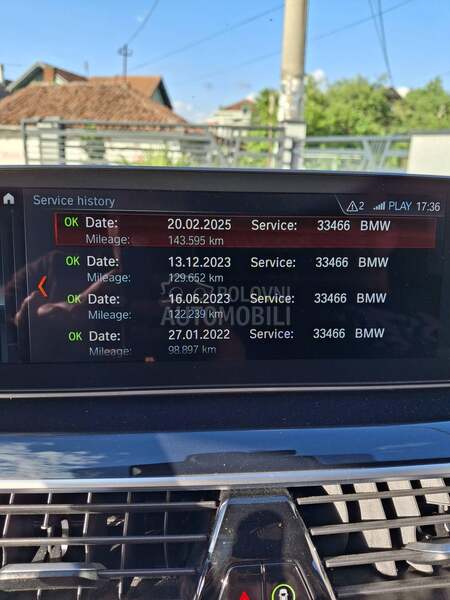 Service history
2 PLAY 17:36
OK Date: 20.02.2025 Service: 33466 BMW
Mileage: 143.595 km
OK Date: 13.12.2023 Service: 33466 BMW
Mileage: 129.652 km
OK Date: 16.06.2023 Service: 33466 BMW
Mileage: 122.239 km
OK Date: 27.01.2022 Service: 33466 BMW
Mileage: 98.897 km
POLOVNI
AUTOMOBILI